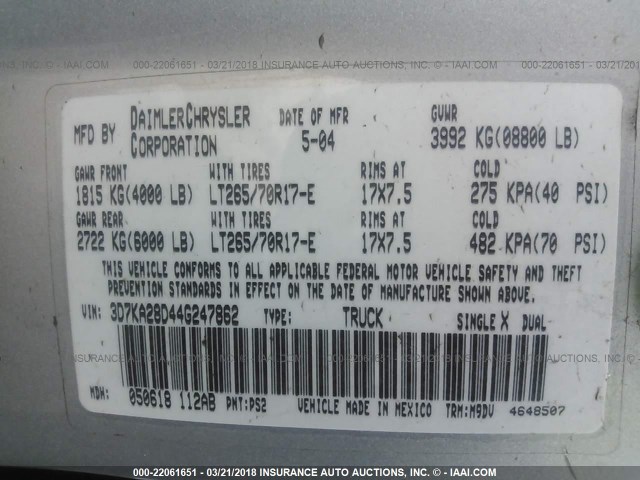 000-22061651 - 03/21/2018 INSURANCE AUTO AUCTIONS, INC. - © IAAI.COM
MFD BY DAIMLERCHRYSLER CORPORATION DATE OF MFR 5-04 GVWR 3992 KG(08800 LB)
GAWR FRONT WITH TIRES RIMS AT COLD
1815 KG(4000 LB) LT265/70R17-E 17X7.5 275 KPA(40 PSI)
GAWR REAR WITH TIRES RIMS AT COLD
2722 KG(6000 LB) LT265/70R17-E 17X7.5 482 KPA(70 PSI)
THIS VEHICLE CONFORMS TO ALL APPLICABLE FEDERAL MOTOR VEHICLE SAFETY AND THEFT
PREVENTION STANDARDS IN EFFECT ON THE DATE OF MANUFACTURE SHOWN ABOVE.
VIN: 3D7KA28D44G247862 TYPE: TRUCK SINGLE X DUAL
MDH: 050618 112AB PNT:PS2 VEHICLE MADE IN MEXICO TRM:M9DV 4648507
000-22061651 - 03/21/2018 INSURANCE AUTO AUCTIONS, INC. - © IAAI.COM